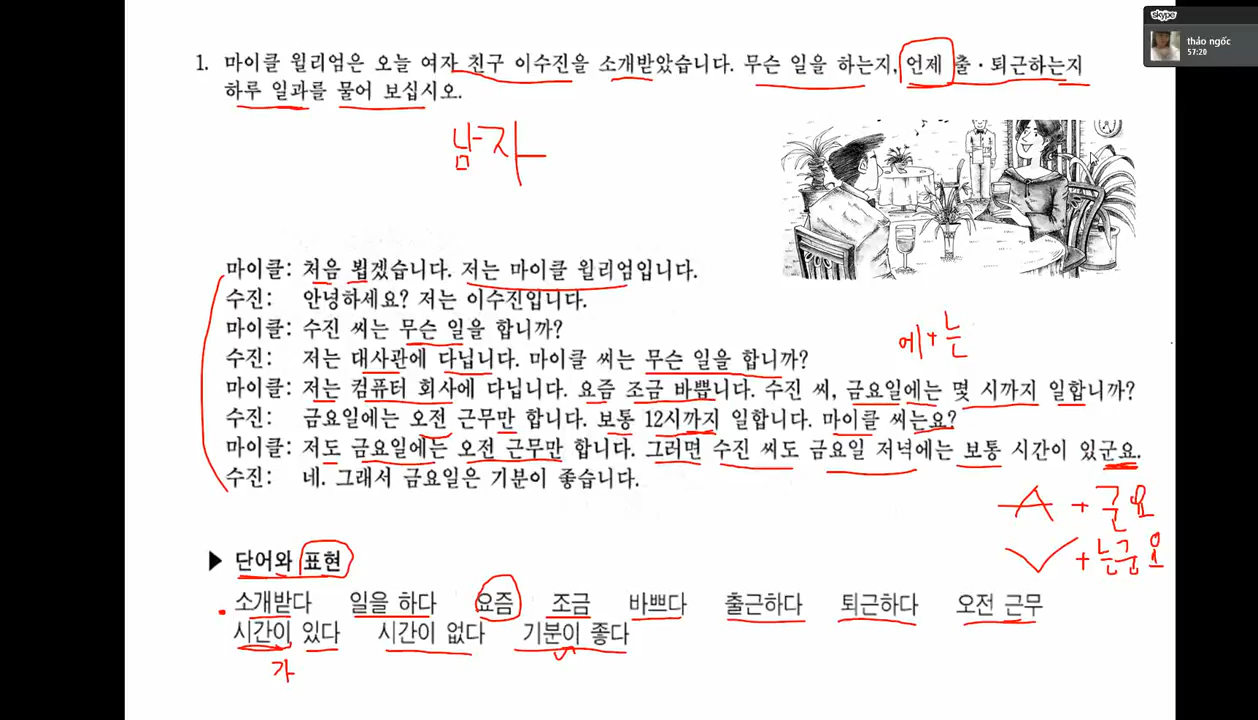 skype
thảo ngốc
57:20
1. 마이클 윌리엄은 오늘 여자 친구 이수진을 소개받았습니다. 무슨 일을 하는지, 언제 출·퇴근하는지
하루 일과를 물어 보십시오.
남자
마이클: 처음 뵙겠습니다. 저는 마이클 윌리엄입니다.
수진: 안녕하세요? 저는 이수진입니다.
마이클: 수진 씨는 무슨 일을 합니까?
에+는
수진: 저는 대사관에 다닙니다. 마이클 씨는 무슨 일을 합니까?
마이클: 저는 컴퓨터 회사에 다닙니다. 요즘 조금 바쁩니다. 수진 씨, 금요일에는 몇 시까지 일합니까?
수진: 금요일에는 오전 근무만 합니다. 보통 12시까지 일합니다. 마이클 씨는요?
마이클: 저도 금요일에는 오전 근무만 합니다. 그러면 수진 씨도 금요일 저녁에는 보통 시간이 있군요.
수진: 네. 그래서 금요일은 기분이 좋습니다.
A + 군요
V + 는군요
▶ 단어와 표현
소개받다 일을 하다 요즘 조금 바쁘다 출근하다 퇴근하다 오전 근무
시간이 있다 시간이 없다 기분이 좋다
가